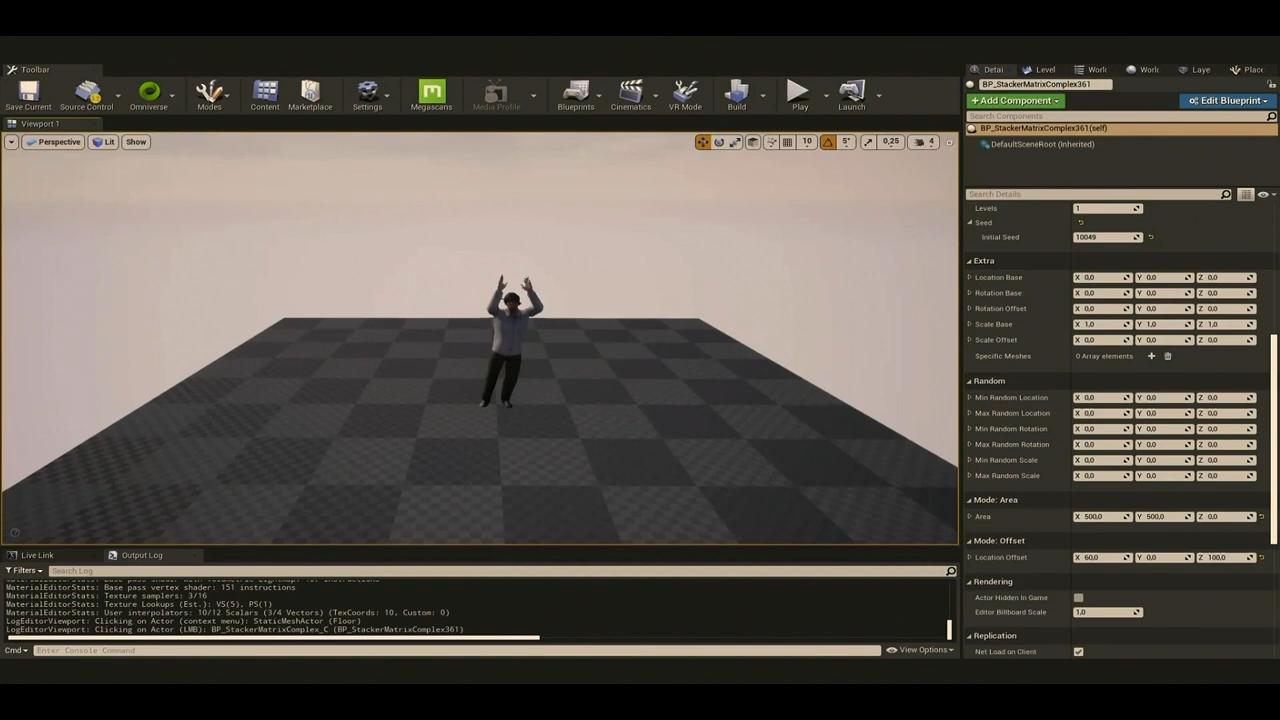 Toolbar
Save Current
Source Control
Omniverse
Modes
Content
Marketplace
Settings
Megascans
Media Profile
Blueprints
Cinematics
VR Mode
Build
Play
Launch
Viewport 1
Perspective
Lit
Show
10
5°
0,25
4
Live Link
Output Log
Filters
Search Log
MaterialEditorStats: Base pass vertex shader: 151 instructions
MaterialEditorStats: Texture samplers: 3/16
MaterialEditorStats: Texture Lookups (Est.): VS(5), PS(1)
MaterialEditorStats: User interpolators: 10/12 Scalars (3/4 Vectors) (TexCoords: 10, Custom: 0)
LogEditorViewport: Clicking on Actor (context menu): StaticMeshActor (Floor)
LogEditorViewport: Clicking on Actor (LMB): BP_StackerMatrixComplex_C (BP_StackerMatrixComplex361)
Cmd
Enter Console Command
View Options
Detai
Level
Worl
Worl
Laye
Place
BP_StackerMatrixComplex361
+Add Component
Edit Blueprint
Search Components
BP_StackerMatrixComplex361(self)
DefaultSceneRoot (Inherited)
Search Details
Levels 1
Seed
Initial Seed 10049
Extra
Location Base X 0,0 Y 0,0 Z 0,0
Rotation Base X 0,0 Y 0,0 Z 0,0
Rotation Offset X 0,0 Y 0,0 Z 0,0
Scale Base X 1,0 Y 1,0 Z 1,0
Scale Offset X 0,0 Y 0,0 Z 0,0
Specific Meshes 0 Array elements
Random
Min Random Location X 0,0 Y 0,0 Z 0,0
Max Random Location X 0,0 Y 0,0 Z 0,0
Min Random Rotation X 0,0 Y 0,0 Z 0,0
Max Random Rotation X 0,0 Y 0,0 Z 0,0
Min Random Scale X 0,0 Y 0,0 Z 0,0
Max Random Scale X 0,0 Y 0,0 Z 0,0
Mode: Area
Area X 500,0 Y 500,0 Z 0,0
Mode: Offset
Location Offset X 60,0 Y 0,0 Z 100,0
Rendering
Actor Hidden In Game
Editor Billboard Scale 1,0
Replication
Net Load on Client